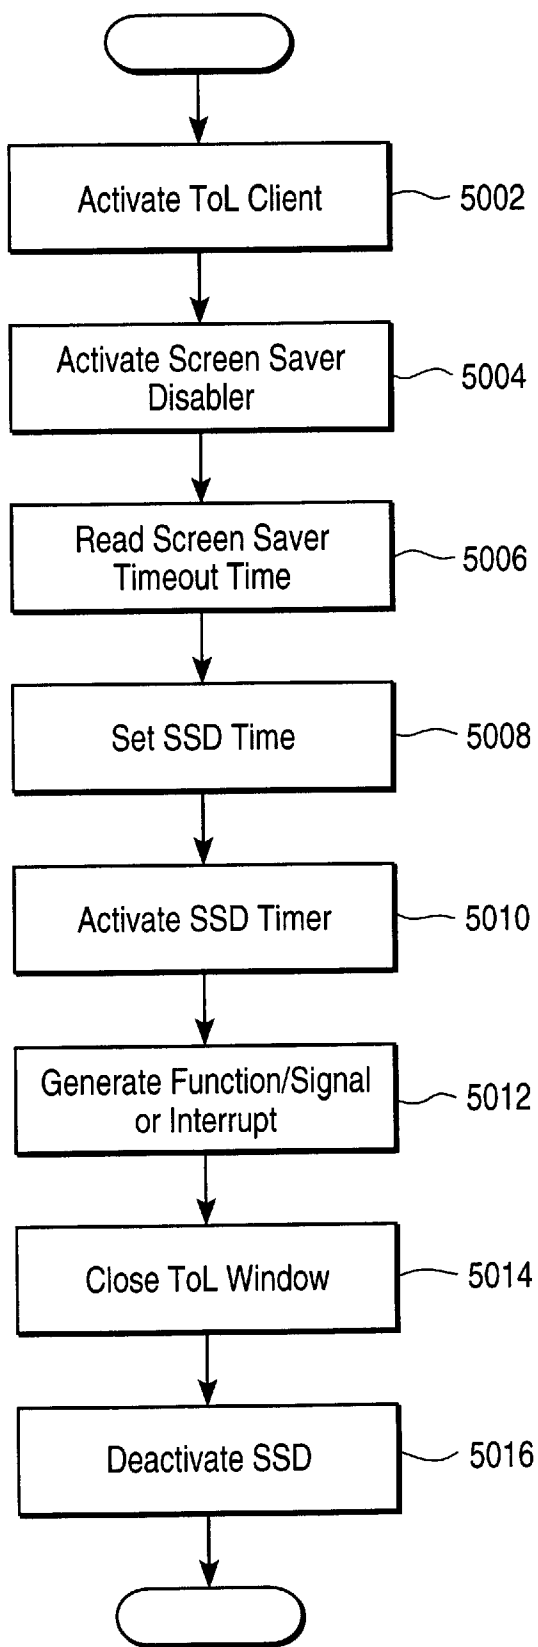 Activate ToL Client
5002
Activate Screen Saver
Disabler
5004
Read Screen Saver
Timeout Time
5006
Set SSD Time
5008
Activate SSD Timer
5010
Generate Function/Signal
or Interrupt
5012
Close ToL Window
5014
Deactivate SSD
5016